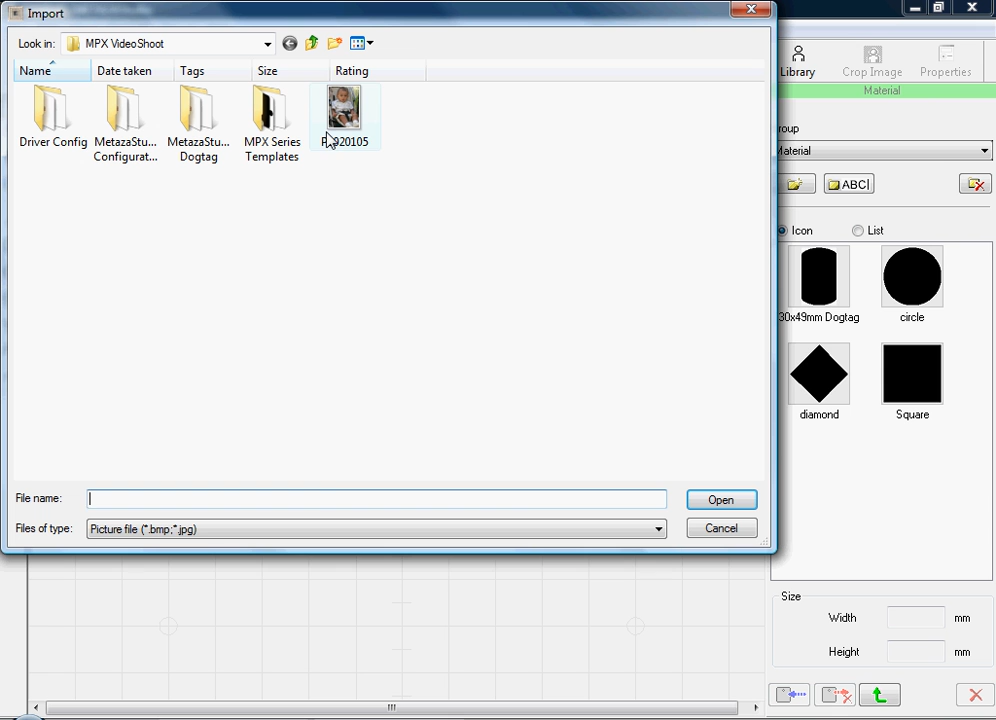 Import
Look in: MPX VideoShoot
Name Date taken Tags Size Rating
Driver Config
MetazaStu... Configurat...
MetazaStu... Dogtag
MPX Series Templates
File name:
Open
Files of type: Picture file (*.bmp;*.jpg)
Cancel
Library Crop Image Properties
Material
Material
ABC
Icon List
30x49mm Dogtag circle
diamond Square
Size
Width mm
Height mm